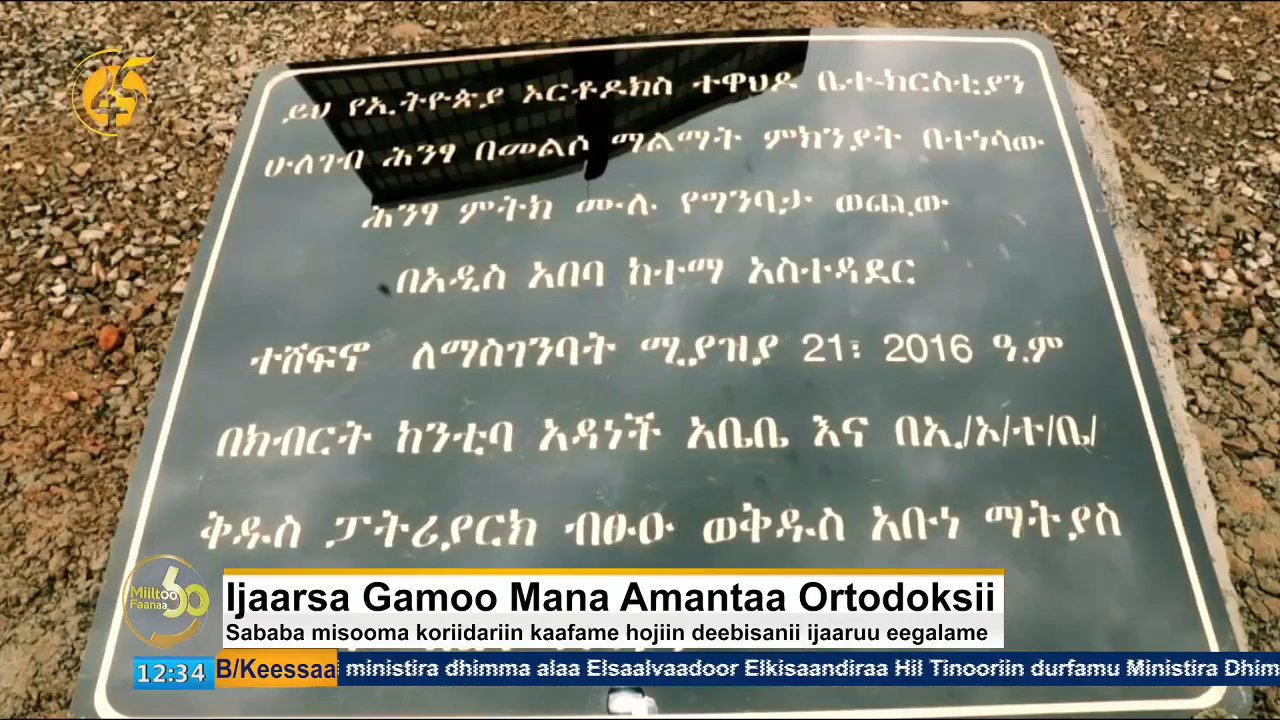 ይህ የኢትዮጵያ ኦርቶዶክስ ተዋህዶ ቤተ-ክርስቲያን
ሁለገብ ሕንፃ በመልሶ ማልማት ምክንያት በተነሳው
ሕንፃ ምትክ ሙሉ የግንባታ ወጪው
በአዲስ አበባ ከተማ አስተዳደር
ተሸፍኖ ለማስገንባት ሚያዝያ 21፣ 2016 ዓ.ም
በክብርት ከንቲባ አዳነች አቤቤ እና በኢ/ኦ/ተ/ቤ/
ቅዱስ ፓትሪያርክ ብፁዑ ወቅዱስ አቡነ ማትያስ
Miiltoo
Faanaa
60
Ijaarsa Gamoo Mana Amantaa Ortodoksii
Sababa misooma koriidariin kaafame hojiin deebisanii ijaaruu eegalame
12:34 B/Keessaa ministira dhimma alaa Elsaalvaadoor Elkisaandiraa Hil Tinooriin durfamu Ministira Dhim